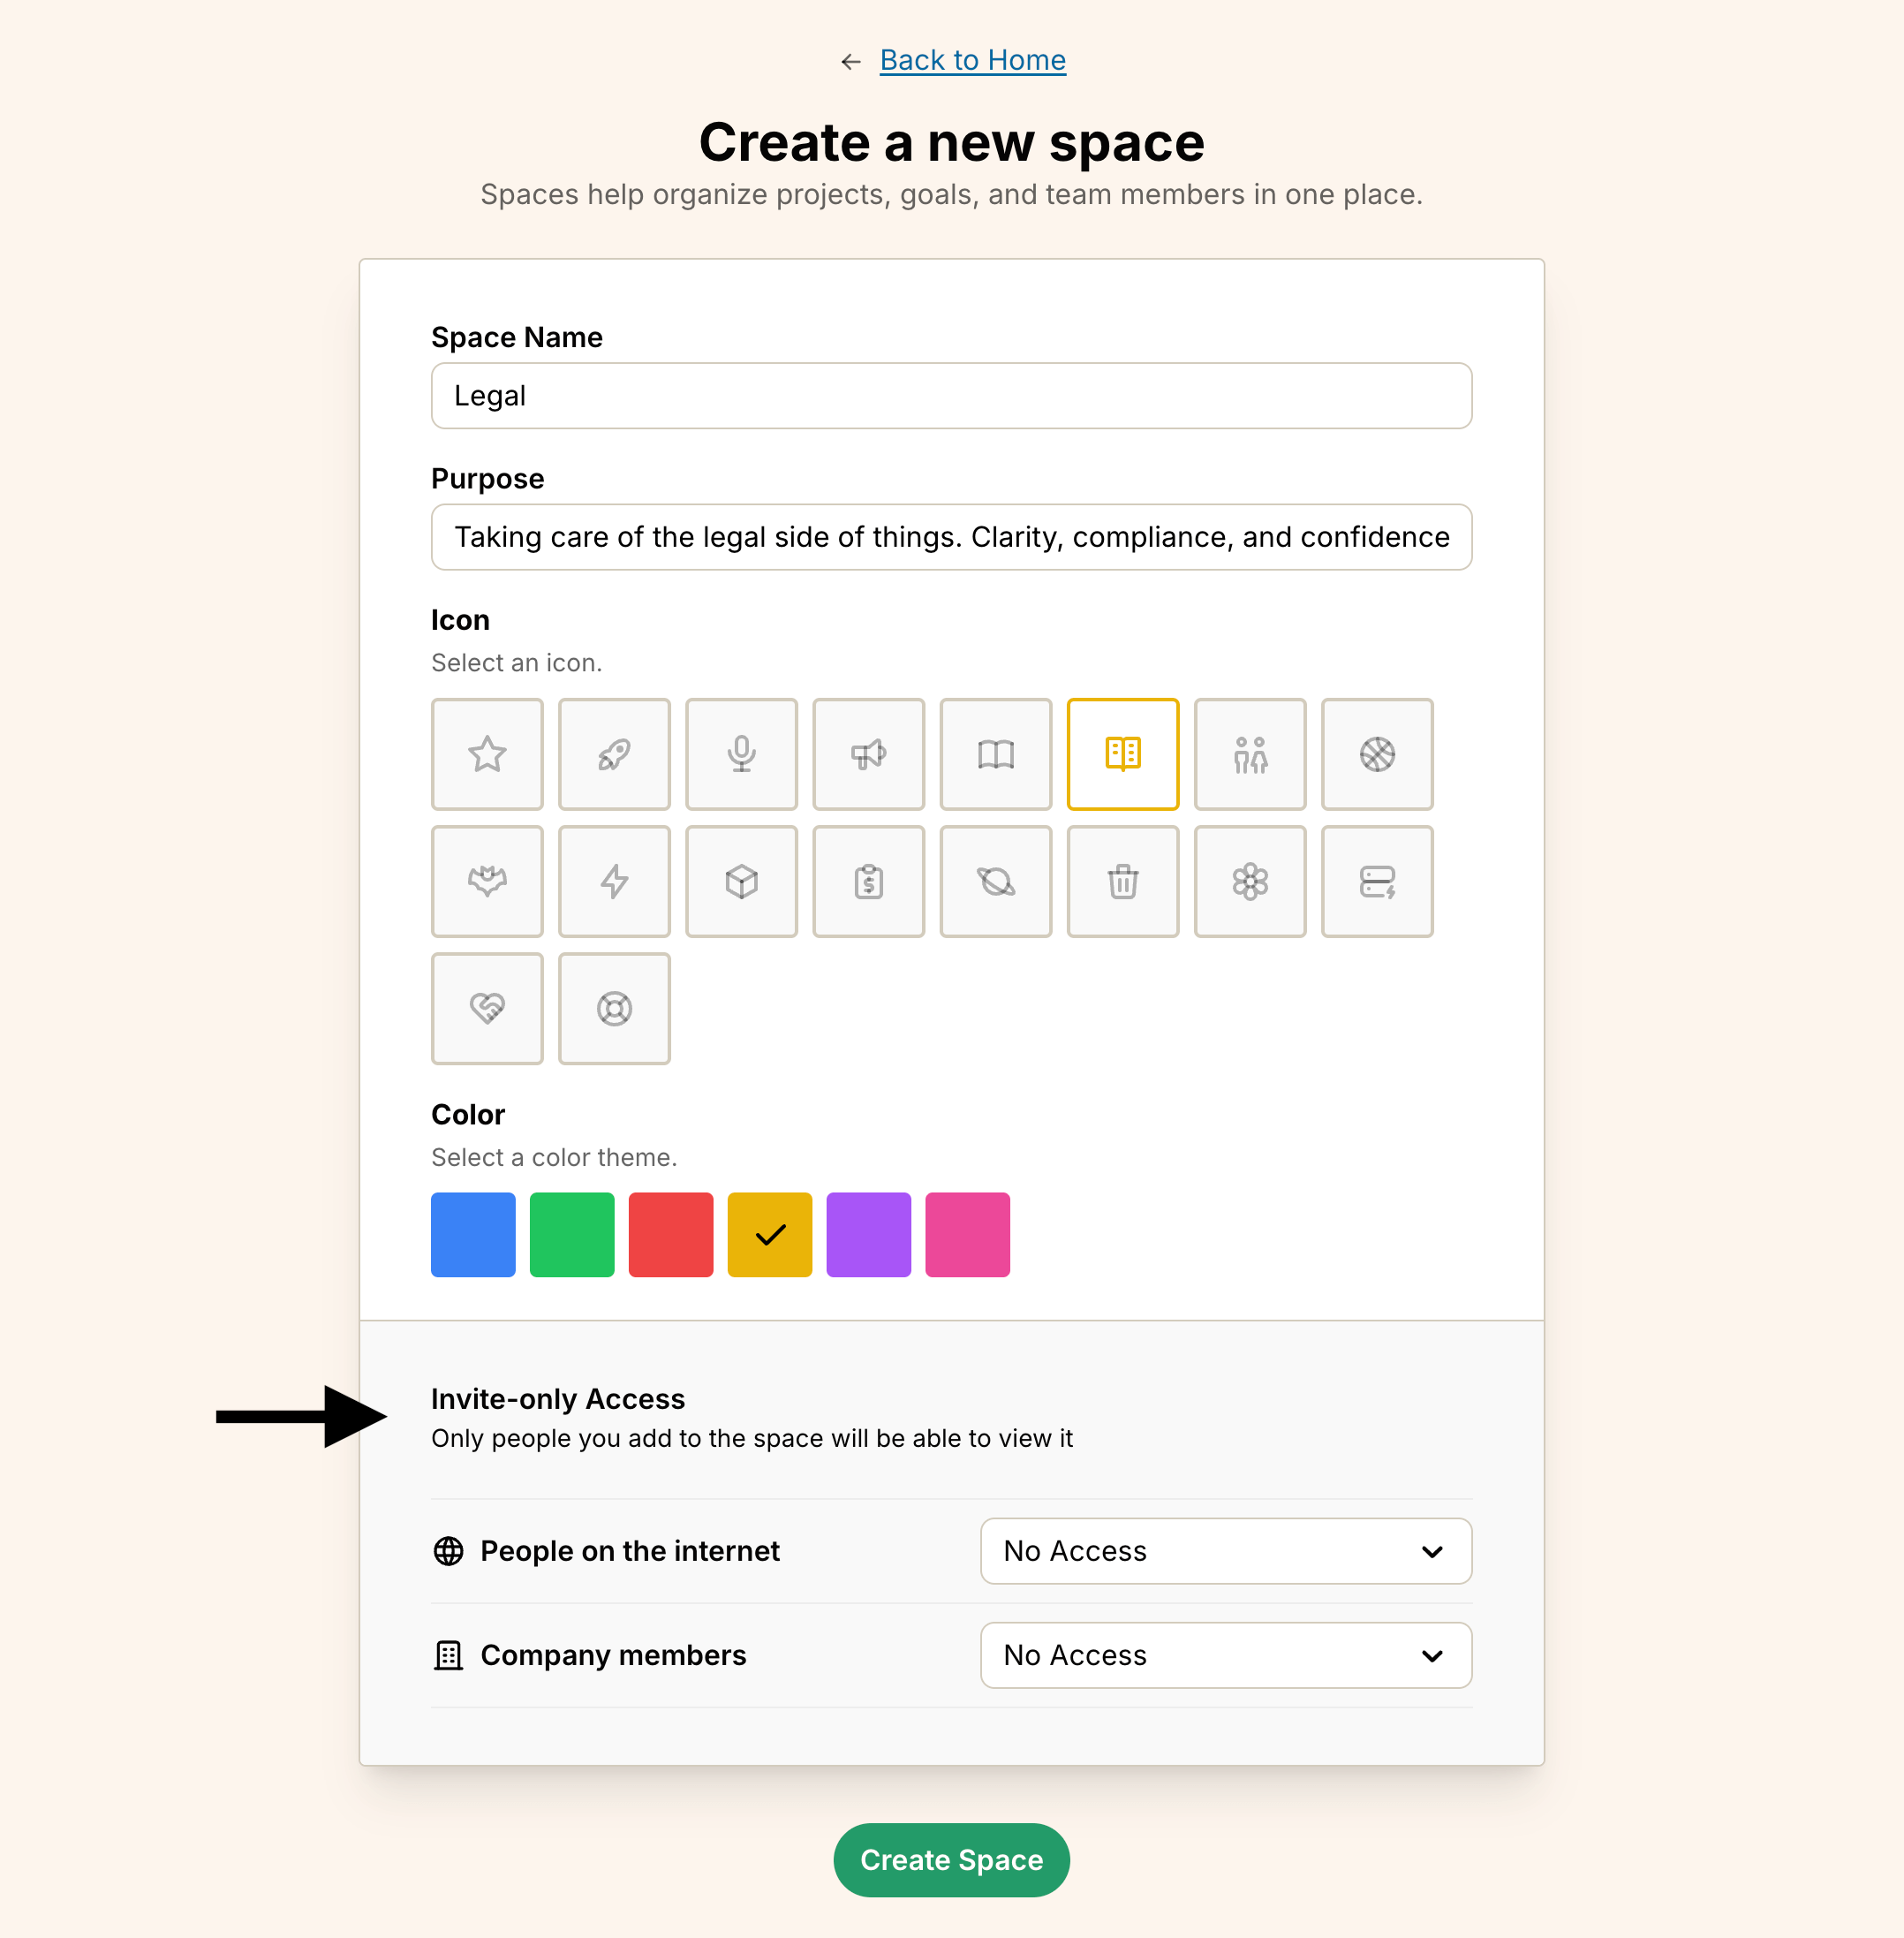 Back to Home
Create a new space
Spaces help organize projects, goals, and team members in one place.
Space Name
Legal
Purpose
Taking care of the legal side of things. Clarity, compliance, and confidence
Icon
Select an icon.
Color
Select a color theme.
Invite-only Access
Only people you add to the space will be able to view it
People on the internet
No Access
Company members
No Access
Create Space